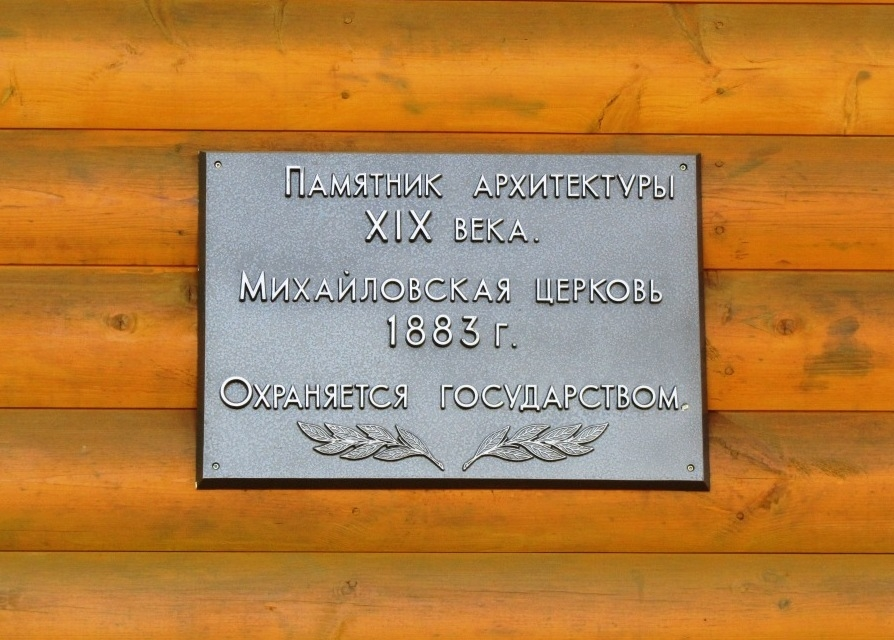 Памятник архитектуры
XIX века.
Михайловская церковь
1883 г.
Охраняется государством.